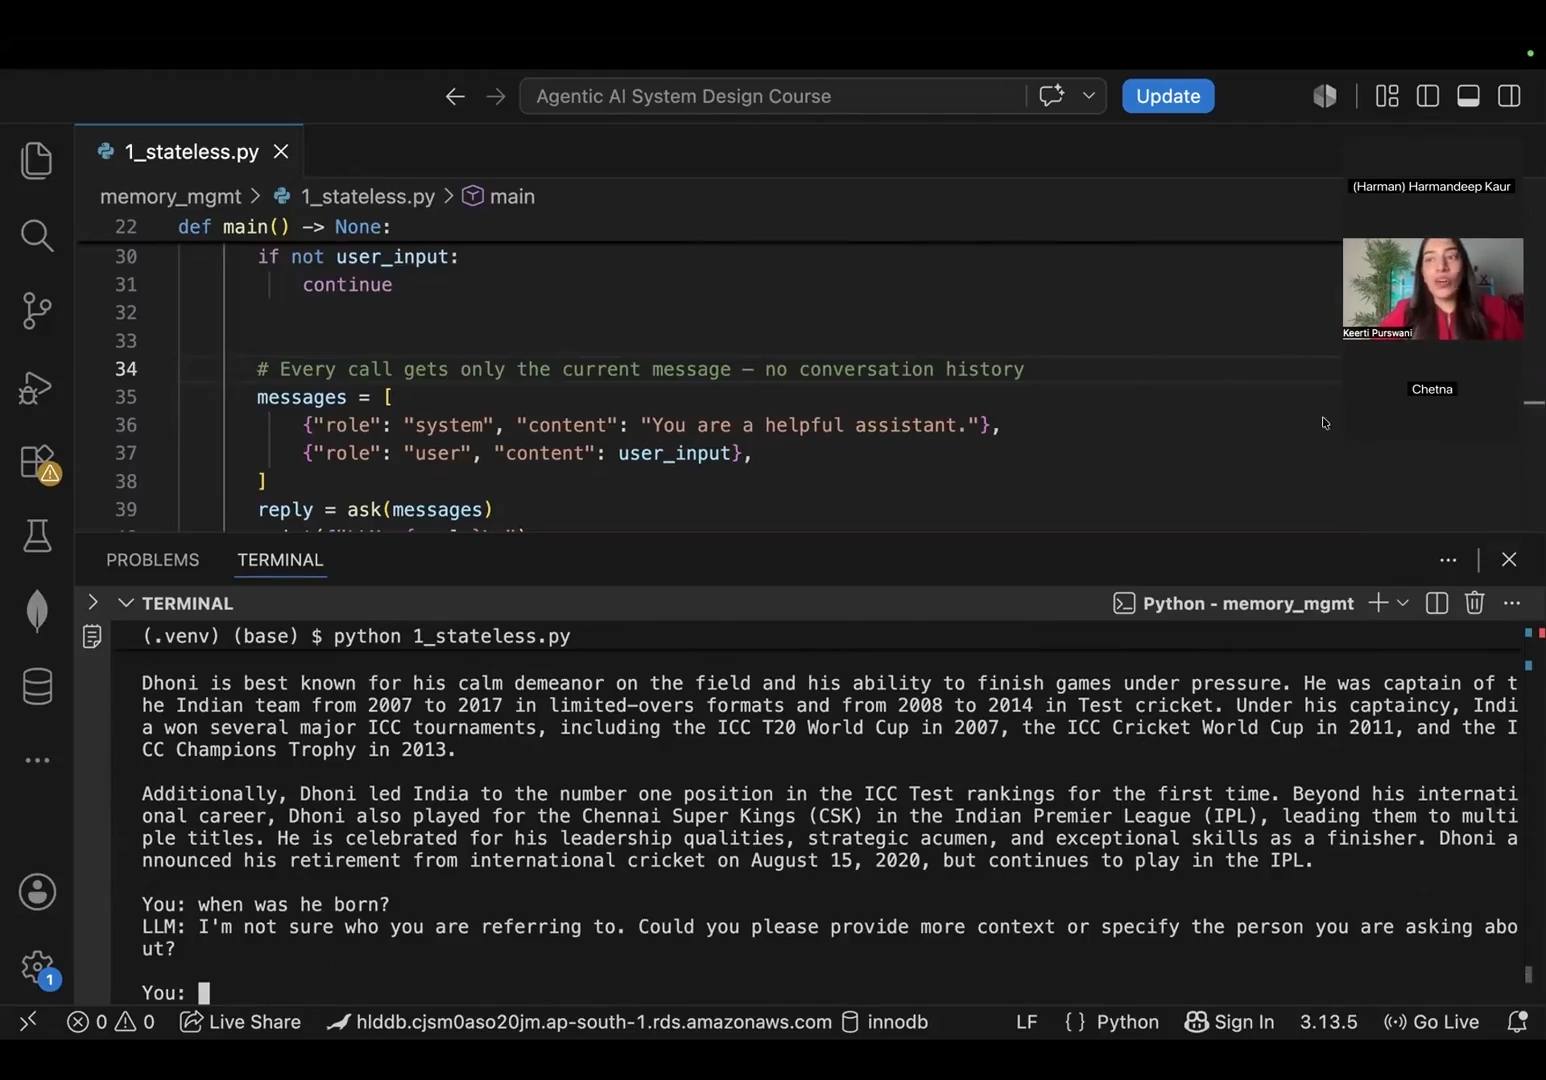 Agentic AI System Design Course
Update
1_stateless.py
memory_mgmt > 1_stateless.py > main
(Harman) Harmandeep Kaur
22 def main() -> None:
30 if not user_input:
31 continue
32
33
34 # Every call gets only the current message — no conversation history
35 messages = [
36 {"role": "system", "content": "You are a helpful assistant."},
37 {"role": "user", "content": user_input},
38 ]
39 reply = ask(messages)
Keerti Purswani
Chetna
PROBLEMS TERMINAL
TERMINAL
Python - memory_mgmt
(.venv) (base) $ python 1_stateless.py
Dhoni is best known for his calm demeanor on the field and his ability to finish games under pressure. He was captain of t
he Indian team from 2007 to 2017 in limited-overs formats and from 2008 to 2014 in Test cricket. Under his captaincy, Indi
a won several major ICC tournaments, including the ICC T20 World Cup in 2007, the ICC Cricket World Cup in 2011, and the I
CC Champions Trophy in 2013.
Additionally, Dhoni led India to the number one position in the ICC Test rankings for the first time. Beyond his internati
onal career, Dhoni also played for the Chennai Super Kings (CSK) in the Indian Premier League (IPL), leading them to multi
ple titles. He is celebrated for his leadership qualities, strategic acumen, and exceptional skills as a finisher. Dhoni a
nnounced his retirement from international cricket on August 15, 2020, but continues to play in the IPL.
You: when was he born?
LLM: I'm not sure who you are referring to. Could you please provide more context or specify the person you are asking abo
ut?
You:
1
0 0 Live Share hlddb.cjsm0aso20jm.ap-south-1.rds.amazonaws.com innodb LF {} Python Sign In 3.13.5 Go Live